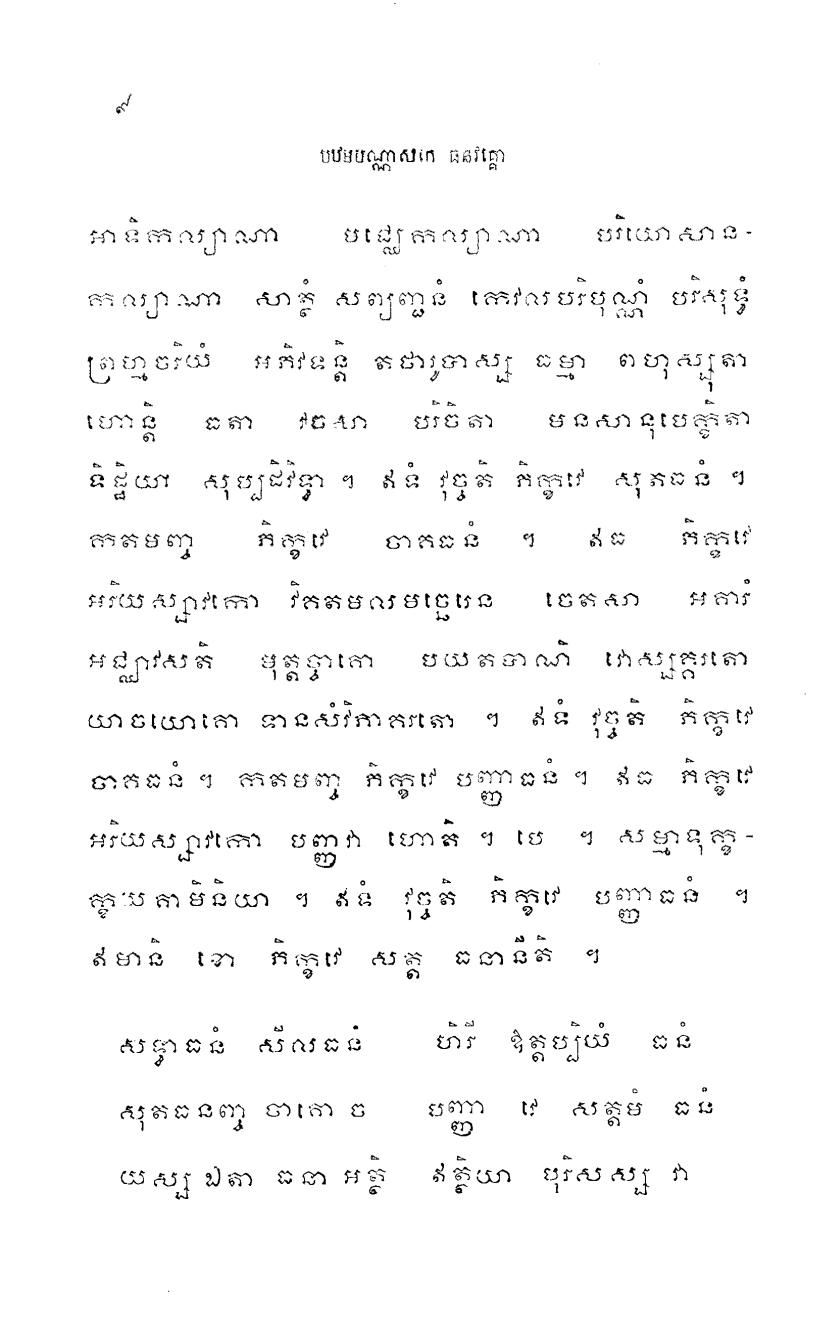 ៩
បឋមបណ្ណាសកេ ធនវគ្គោ
អាទិកល្យាណា មជ្ឈេកល្យាណា បរិយោសាន-
កល្យាណា សាត្ថំ សព្យញ្ជនំ កេវលបរិបុណ្ណំ បរិសុទ្ធំ
ព្រហ្មចរិយំ អភិវទន្តិ តថារូបាស្ស ធម្មា ពហុស្សុតា
ហោន្តិ ធតា វចសា បរិចិតា មនសានុបេក្ខិតា
ទិដ្ឋិយា សុប្បដិវិទ្ធា ។ ឥទំ វុច្ចតិ ភិក្ខវេ សុតធនំ ។
កតមញ្ច ភិក្ខវេ ចាគធនំ ។ ឥធ ភិក្ខវេ
អរិយស្សាវកោ វិគតមលមច្ឆេរេន ចេតសា អគារំ
អជ្ឈាវសតិ មុត្តច្ចាគោ បយតបាណិ វោស្សគ្គរតោ
យាចយោគោ ទានសំវិភាគរតោ ។ ឥទំ វុច្ចតិ ភិក្ខវេ
ចាគធនំ ។ កតមញ្ច ភិក្ខវេ បញ្ញាធនំ ។ ឥធ ភិក្ខវេ
អរិយស្សាវកោ បញ្ញវា ហោតិ ។ បេ ។ សម្មាទុក្ខ-
ក្ខយគាមិនិយា ។ ឥទំ វុច្ចតិ ភិក្ខវេ បញ្ញាធនំ ។
ឥមានិ ខោ ភិក្ខវេ សត្ត ធនានីតិ ។
សទ្ធាធនំ សីលធនំ ហិរី ឱត្តប្បិយំ ធនំ
សុតធនញ្ច ចាគោ ច បញ្ញា វេ សត្តមំ ធនំ
យស្ស ឯតា ធនា អត្ថិ ឥត្ថិយា បុរិសស្ស វា